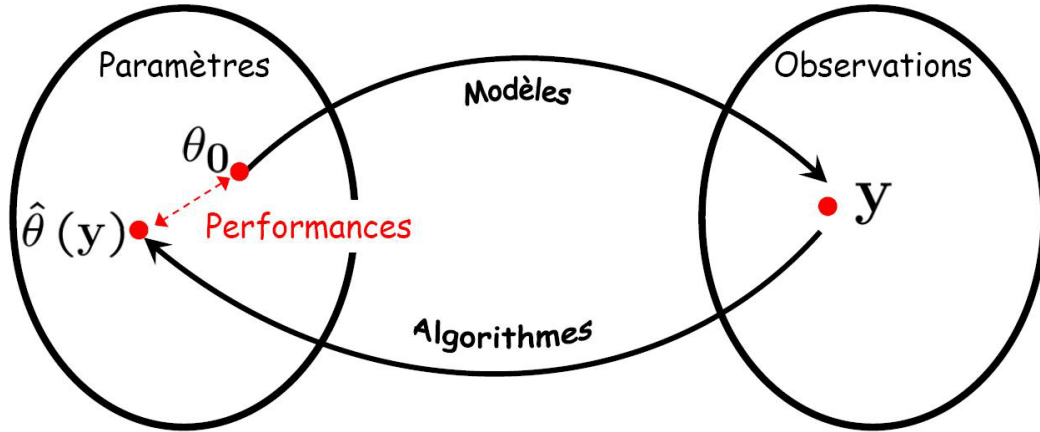 Paramètres
Observations
Modèles
θ₀
y
θ̂ (y)
Performances
Algorithmes